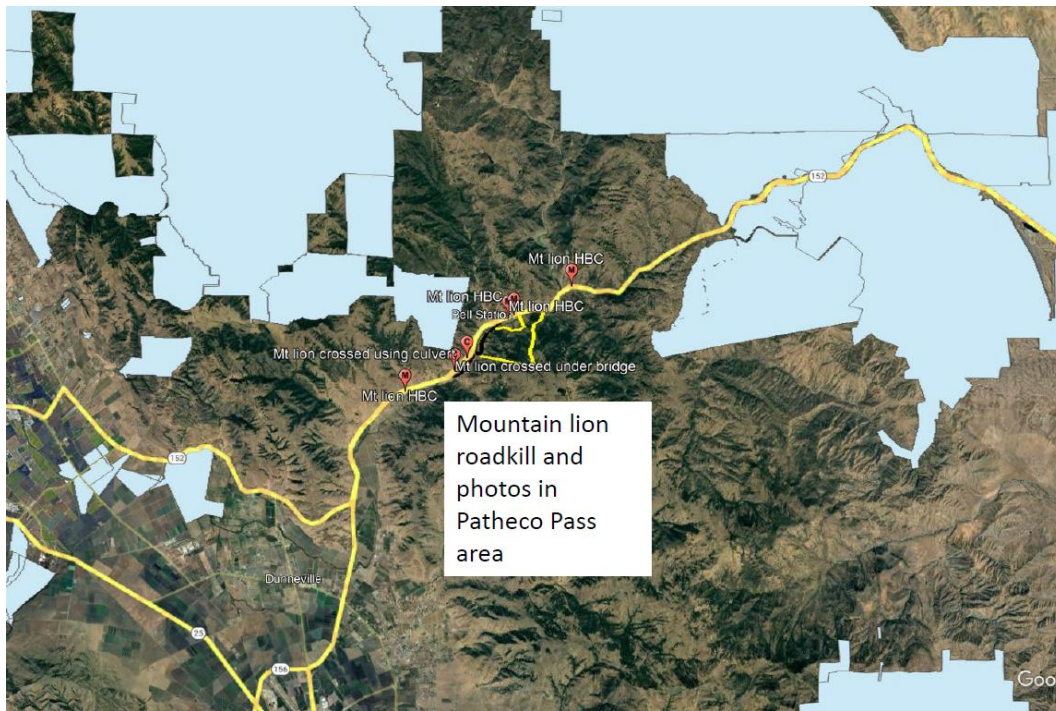 152
Mt lion HBC
M
Mt lion HBC
M
Mt lion HBC
Bell Statio
Mt lion crossed using culvert
C
Mt lion crossed under bridge
M
Mt lion HBC
Mountain lion
roadkill and
photos in
Patheco Pass
area
152
Dunneville
25
156
Goo